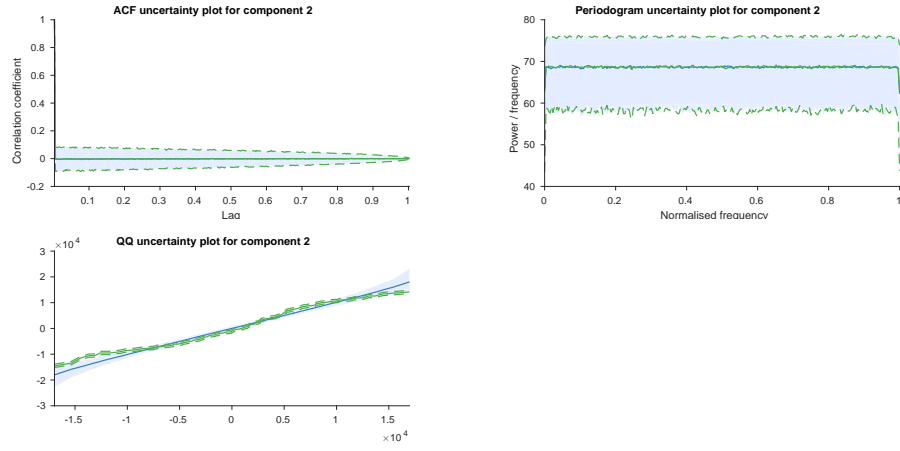 ACF uncertainty plot for component 2
Correlation coefficient
1
0.8
0.6
0.4
0.2
0
-0.2
0.1 0.2 0.3 0.4 0.5 0.6 0.7 0.8 0.9 1
Lag
Periodogram uncertainty plot for component 2
Power / frequency
80
70
60
50
40
0 0.2 0.4 0.6 0.8 1
Normalised frequency
QQ uncertainty plot for component 2
×10 4
3
2
1
0
-1
-2
-3
-1.5 -1 -0.5 0 0.5 1 1.5
×10 4